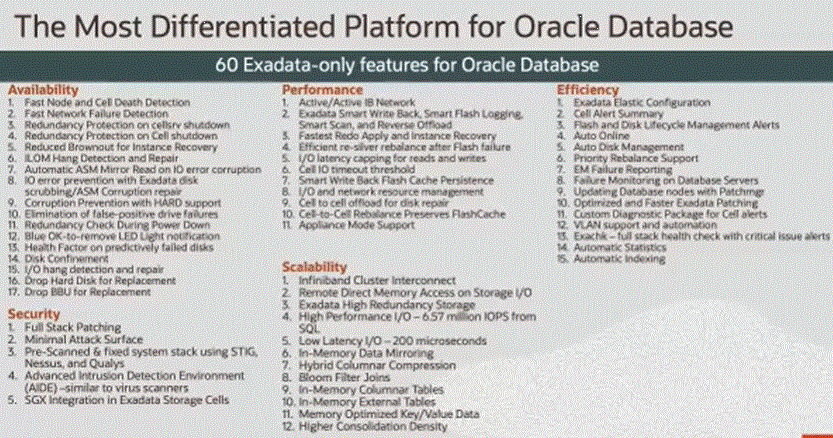 The Most Differentiated Platform for Oracle Database
60 Exadata-only features for Oracle Database
Availability
1. Fast Node and Cell Death Detection
2. Fast Network Failure Detection
3. Redundancy Protection on cellsrv shutdown
4. Redundancy Protection on Cell shutdown
5. Reduced Brownout for Instance Recovery
6. ILOM Hang Detection and Repair
7. Automatic ASM Mirror Read on IO error corruption
8. IO error prevention with Exadata disk
scrubbing/ASM Corruption repair
9. Corruption Prevention with HARD support
10. Elimination of false-positive drive failures
11. Redundancy Check During Power Down
12. Blue OK-to-remove LED Light notification
13. Health Factor on predictively failed disks
14. Disk Confinement
15. I/O hang detection and repair
16. Drop Hard Disk for Replacement
17. Drop BBU for Replacement
Security
1. Full Stack Patching
2. Minimal Attack Surface
3. Pre-Scanned & fixed system stack using STIG,
Nessus, and Qualys
4. Advanced Intrusion Detection Environment
(AIDE) –similar to virus scanners
5. SGX Integration in Exadata Storage Cells
Performance
1. Active/Active IB Network
2. Exadata Smart Write Back, Smart Flash Logging,
Smart Scan, and Reverse Offload
3. Fastest Redo Apply and Instance Recovery
4. Efficient re-silver rebalance after Flash failure
5. I/O latency capping for reads and writes
6. Cell IO timeout threshold
7. Smart Write Back Flash Cache Persistence
8. I/O and network resource management
9. Cell to cell offload for disk repair
10. Cell-to-Cell Rebalance Preserves FlashCache
11. Appliance Mode Support
Scalability
1. Infiniband Cluster Interconnect
2. Remote Direct Memory Access on Storage I/O
3. Exadata High Redundancy Storage
4. High Performance I/O – 6.57 million IOPS from
SQL
5. Low Latency I/O – 200 microseconds
6. In-Memory Data Mirroring
7. Hybrid Columnar Compression
8. Bloom Filter Joins
9. In-Memory Columnar Tables
10. In-Memory External Tables
11. Memory Optimized Key/Value Data
12. Higher Consolidation Density
Efficiency
1. Exadata Elastic Configuration
2. Cell Alert Summary
3. Flash and Disk Lifecycle Management Alerts
4. Auto Online
5. Auto Disk Management
6. Priority Rebalance Support
7. EM Failure Reporting
8. Failure Monitoring on Database Servers
9. Updating Database nodes with Patchmgr
10. Optimized and Faster Exadata Patching
11. Custom Diagnostic Package for Cell alerts
12. VLAN support and automation
13. Exachk – full stack health check with critical issue alerts
14. Automatic Statistics
15. Automatic Indexing